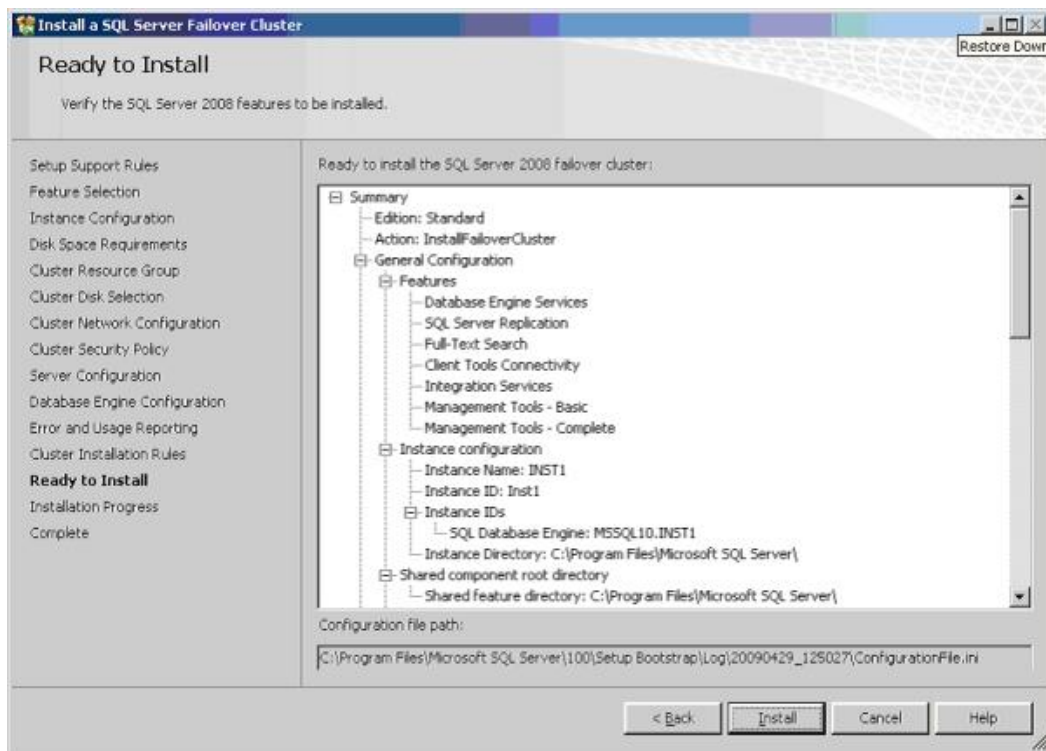 Install a SQL Server Failover Cluster
Restore Down
Ready to Install
Verify the SQL Server 2008 features to be installed.
Setup Support Rules
Feature Selection
Instance Configuration
Disk Space Requirements
Cluster Resource Group
Cluster Disk Selection
Cluster Network Configuration
Cluster Security Policy
Server Configuration
Database Engine Configuration
Error and Usage Reporting
Cluster Installation Rules
Ready to Install
Installation Progress
Complete
Ready to install the SQL Server 2008 failover cluster:
Summary
Edition: Standard
Action: InstallFailoverCluster
General Configuration
Features
Database Engine Services
SQL Server Replication
Full-Text Search
Client Tools Connectivity
Integration Services
Management Tools - Basic
Management Tools - Complete
Instance configuration
Instance Name: INST1
Instance ID: Inst1
Instance IDs
SQL Database Engine: MSSQL10.INST1
Instance Directory: C:\Program Files\Microsoft SQL Server\
Shared component root directory
Shared feature directory: C:\Program Files\Microsoft SQL Server\
Configuration file path:
C:\Program Files\Microsoft SQL Server\100\Setup Bootstrap\Log\20090429_125027\ConfigurationFile.ini
< Back
Install
Cancel
Help